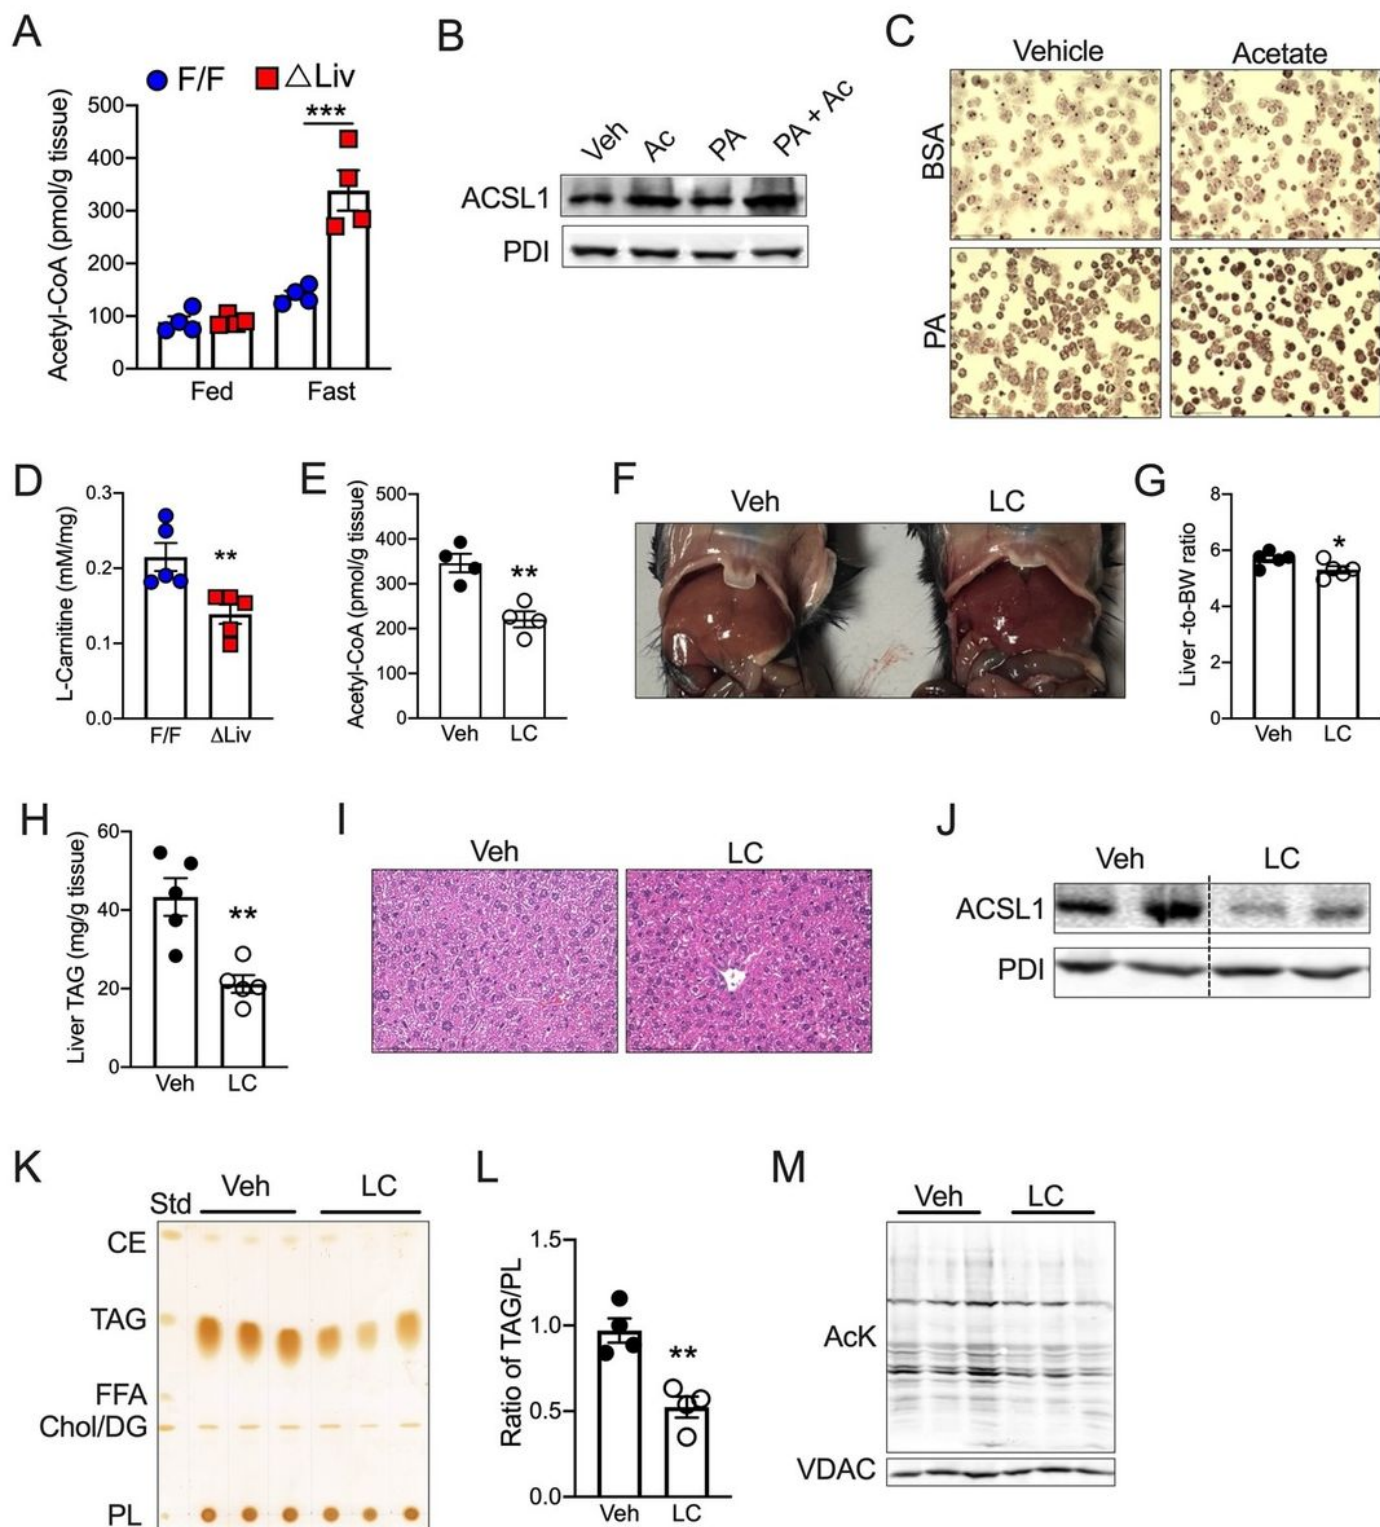 A
F/F △Liv
Acetyl-CoA (pmol/g tissue)
500
400
300
200
100
0
***
Fed Fast
B
Veh Ac PA PA + Ac
ACSL1
PDI
C
Vehicle Acetate
BSA
PA
D
L-Carnitine (mM/mg)
0.3
0.2
0.1
0.0
**
F/F ΔLiv
E
Acetyl-CoA (pmol/g tissue)
500
400
300
200
100
0
**
Veh LC
F
Veh LC
G
Liver -to-BW ratio
8
6
4
2
0
*
Veh LC
H
Liver TAG (mg/g tissue)
60
40
20
0
**
Veh LC
I
Veh LC
J
Veh LC
ACSL1
PDI
K
Std Veh LC
CE
TAG
FFA
Chol/DG
PL
L
Ratio of TAG/PL
1.5
1.0
0.5
0.0
**
Veh LC
M
Veh LC
AcK
VDAC